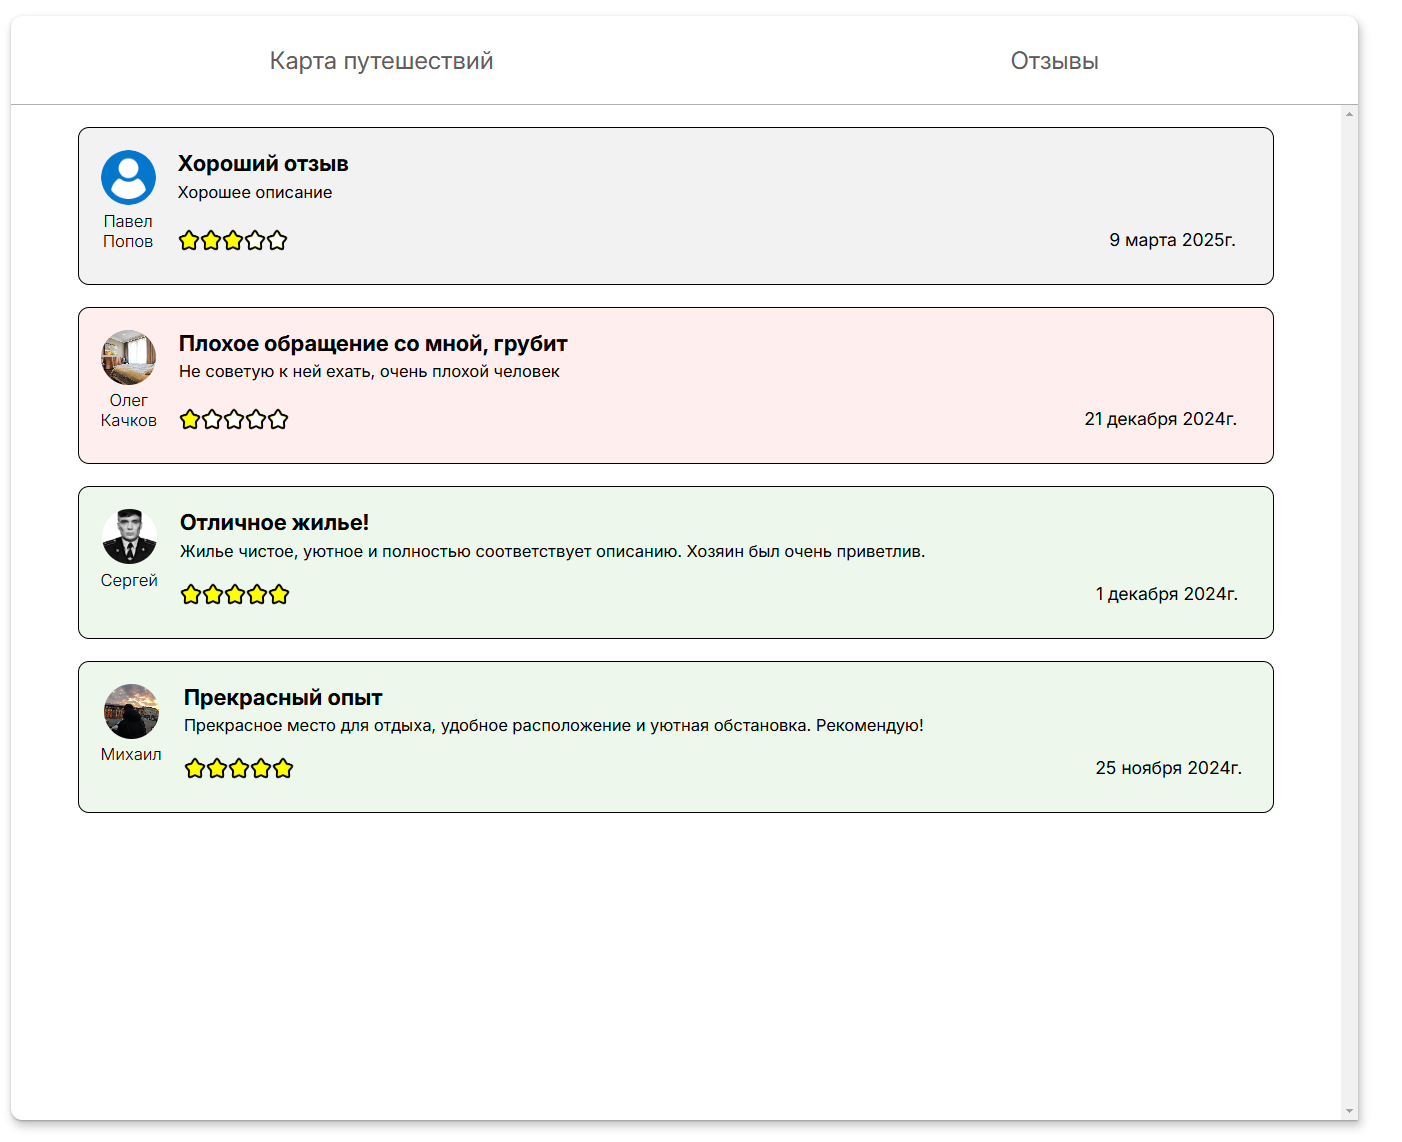 Карта путешествий
Отзывы
Хороший отзыв
Хорошее описание
Павел
Попов
9 марта 2025г.
Плохое обращение со мной, грубит
Не советую к ней ехать, очень плохой человек
Олег
Качков
21 декабря 2024г.
Отличное жилье!
Жилье чистое, уютное и полностью соответствует описанию. Хозяин был очень приветлив.
Сергей
1 декабря 2024г.
Прекрасный опыт
Прекрасное место для отдыха, удобное расположение и уютная обстановка. Рекомендую!
Михаил
25 ноября 2024г.